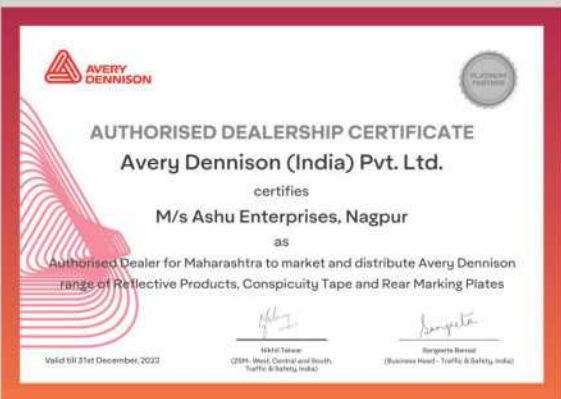 AVERY
DENNISON
PLATINUM
PARTNER
AUTHORISED DEALERSHIP CERTIFICATE
Avery Dennison (India) Pvt. Ltd.
certifies
M/s Ashu Enterprises, Nagpur
as
Authorised Dealer for Maharashtra to market and distribute Avery Dennison
range of Reflective Products, Conspicuity Tape and Rear Marking Plates
Sangeeta
Nikhil
Sangeeta Bansal
(ZSM- West, Central and South,
Traffic & Safety, India)
(Business Head - Traffic & Safety, India)
Valid till 31st December, 2022